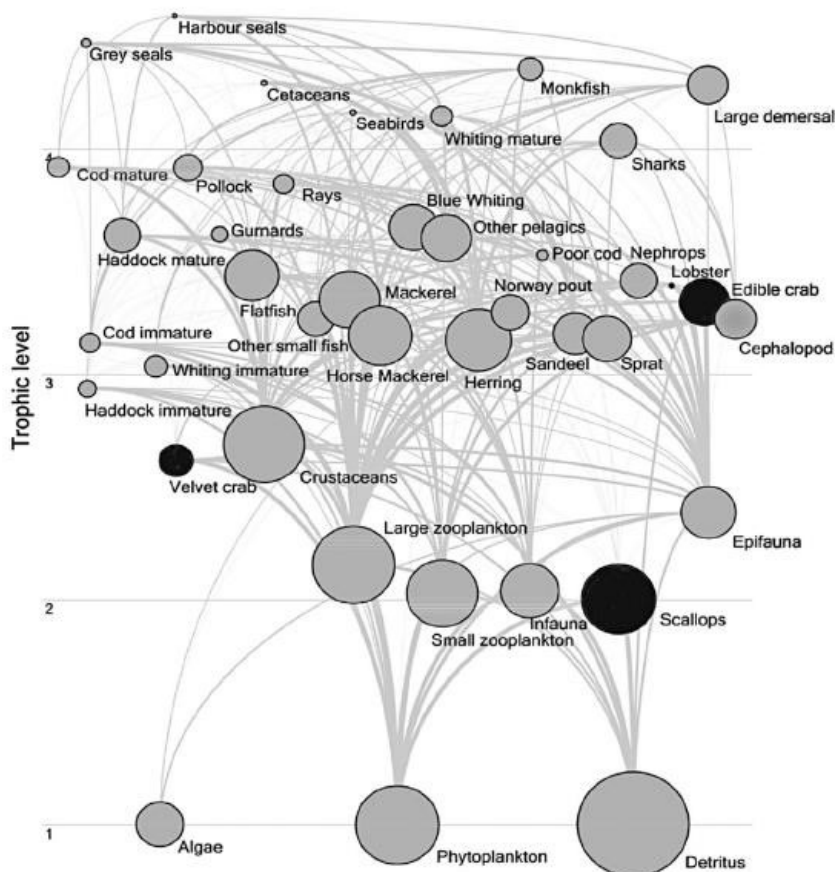 Harbour seals
Grey seals
Cetaceans
Monkfish
Large demersal
Seabirds
Whiting mature
Sharks
4
Cod mature
Pollock
Rays
Blue Whiting
Other pelagics
Gurnards
Haddock mature
Poor cod
Nephrops
Lobster
Edible crab
Norway pout
Mackerel
Flatfish
Other small fish
Cod immature
Horse Mackerel
Herring
Sandeel
Sprat
Cephalopod
Whiting immature
3
Haddock immature
Trophic level
Velvet crab
Crustaceans
Large zooplankton
Epifauna
2
Small zooplankton
Infauna
Scallops
1
Algae
Phytoplankton
Detritus